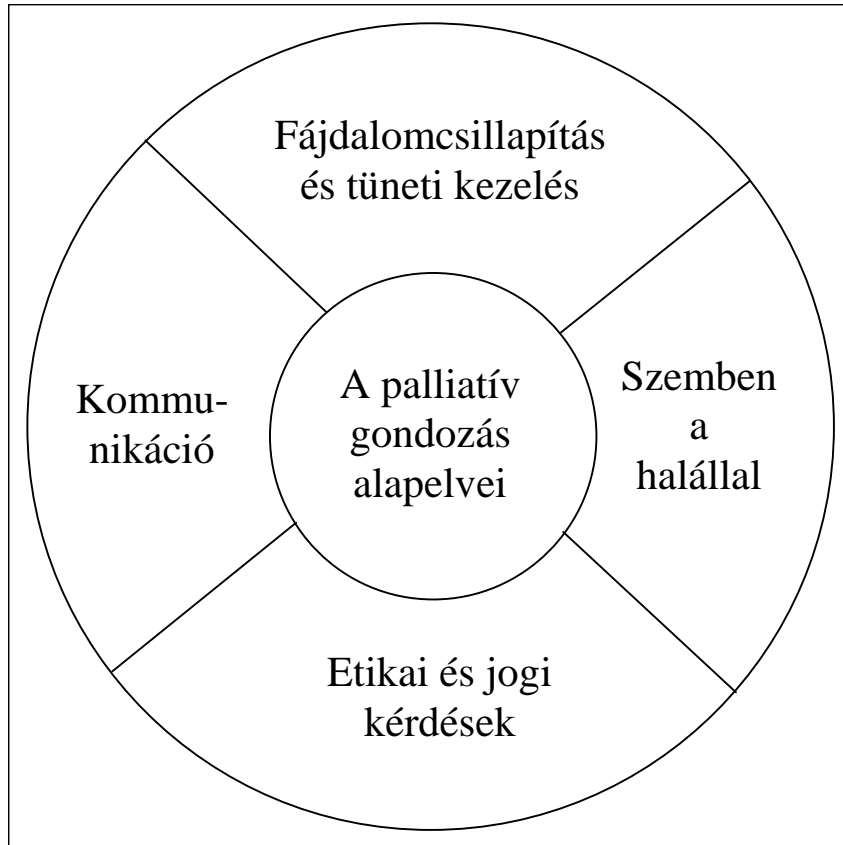 Fájdalomcsillapítás
és tüneti kezelés
Kommu-
nikáció
A palliatív
gondozás
alapelvei
Szemben
a
halállal
Etikai és jogi
kérdések